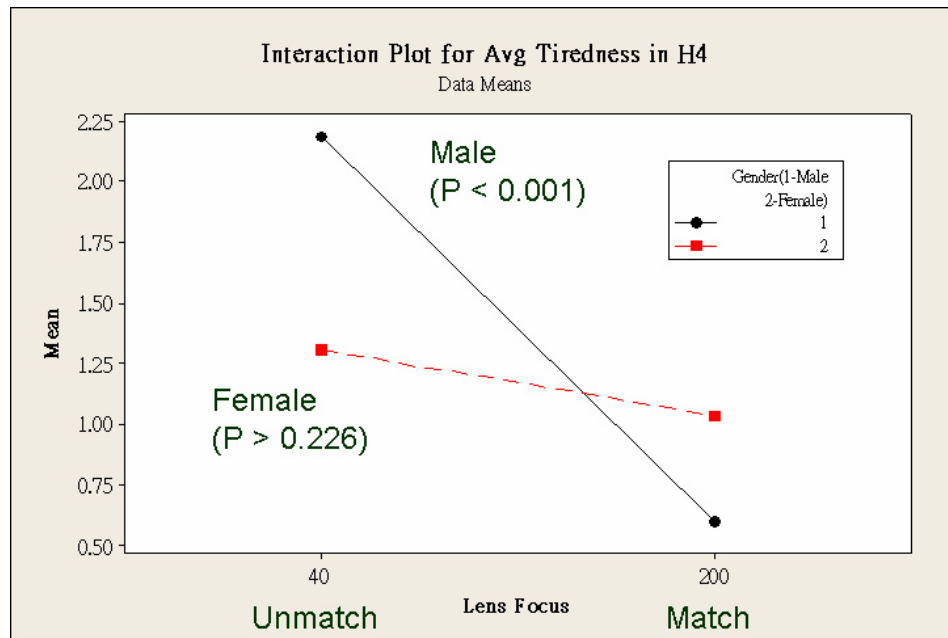 Interaction Plot for Avg Tiredness in H4
Data Means
2.25
2.00
1.75
1.50
1.25
1.00
0.75
0.50
Mean
Male
(P < 0.001)
Gender(1-Male
2-Female)
1
2
Female
(P > 0.226)
40
200
Lens Focus
Unmatch
Match